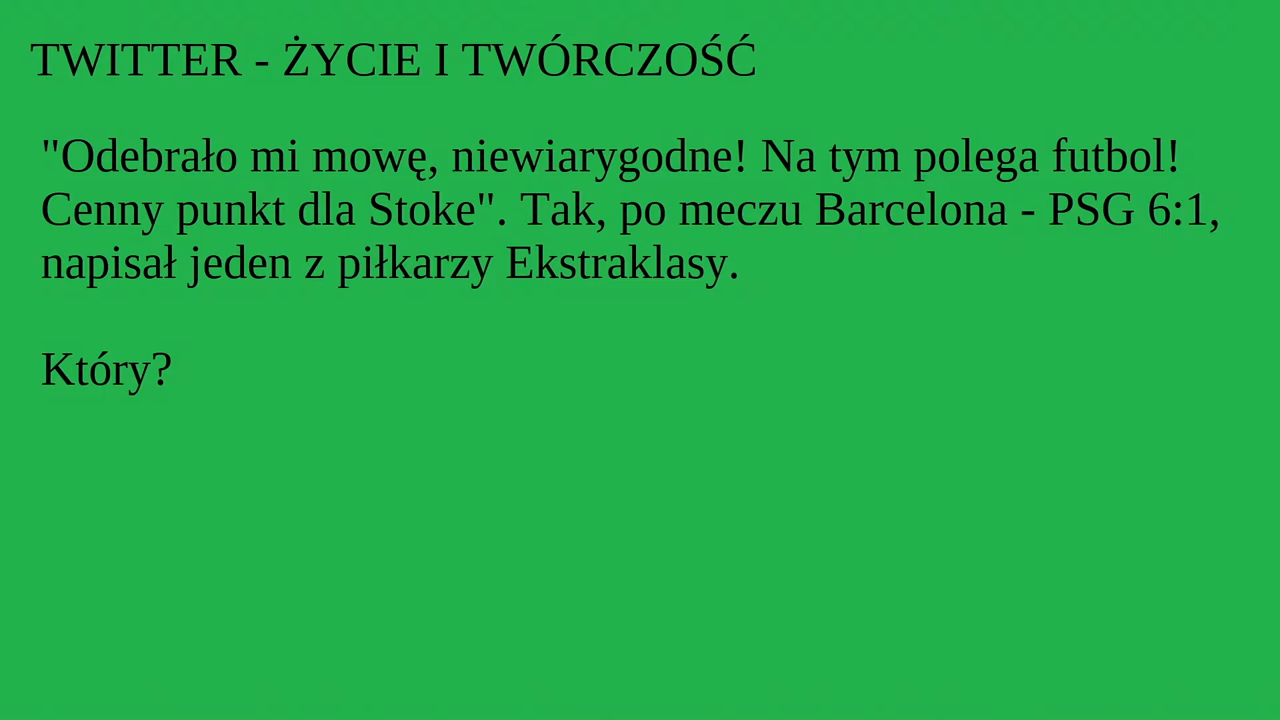 TWITTER - ŻYCIE I TWÓRCZOŚĆ
"Odebrało mi mowę, niewiarygodne! Na tym polega futbol!
Cenny punkt dla Stoke". Tak, po meczu Barcelona - PSG 6:1,
napisał jeden z piłkarzy Ekstraklasy.
Który?